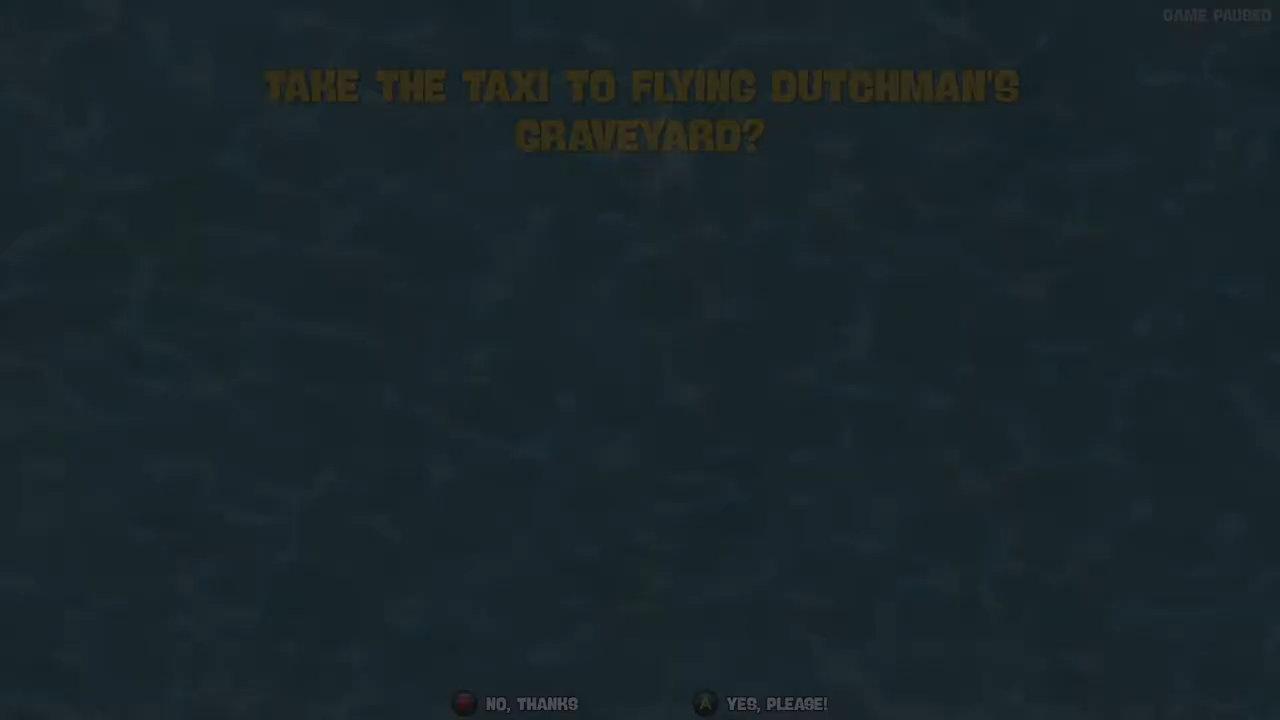 GAME PAUSED
TAKE THE TAXI TO FLYING DUTCHMAN'S
GRAVEYARD?
NO, THANKS
A YES, PLEASE!